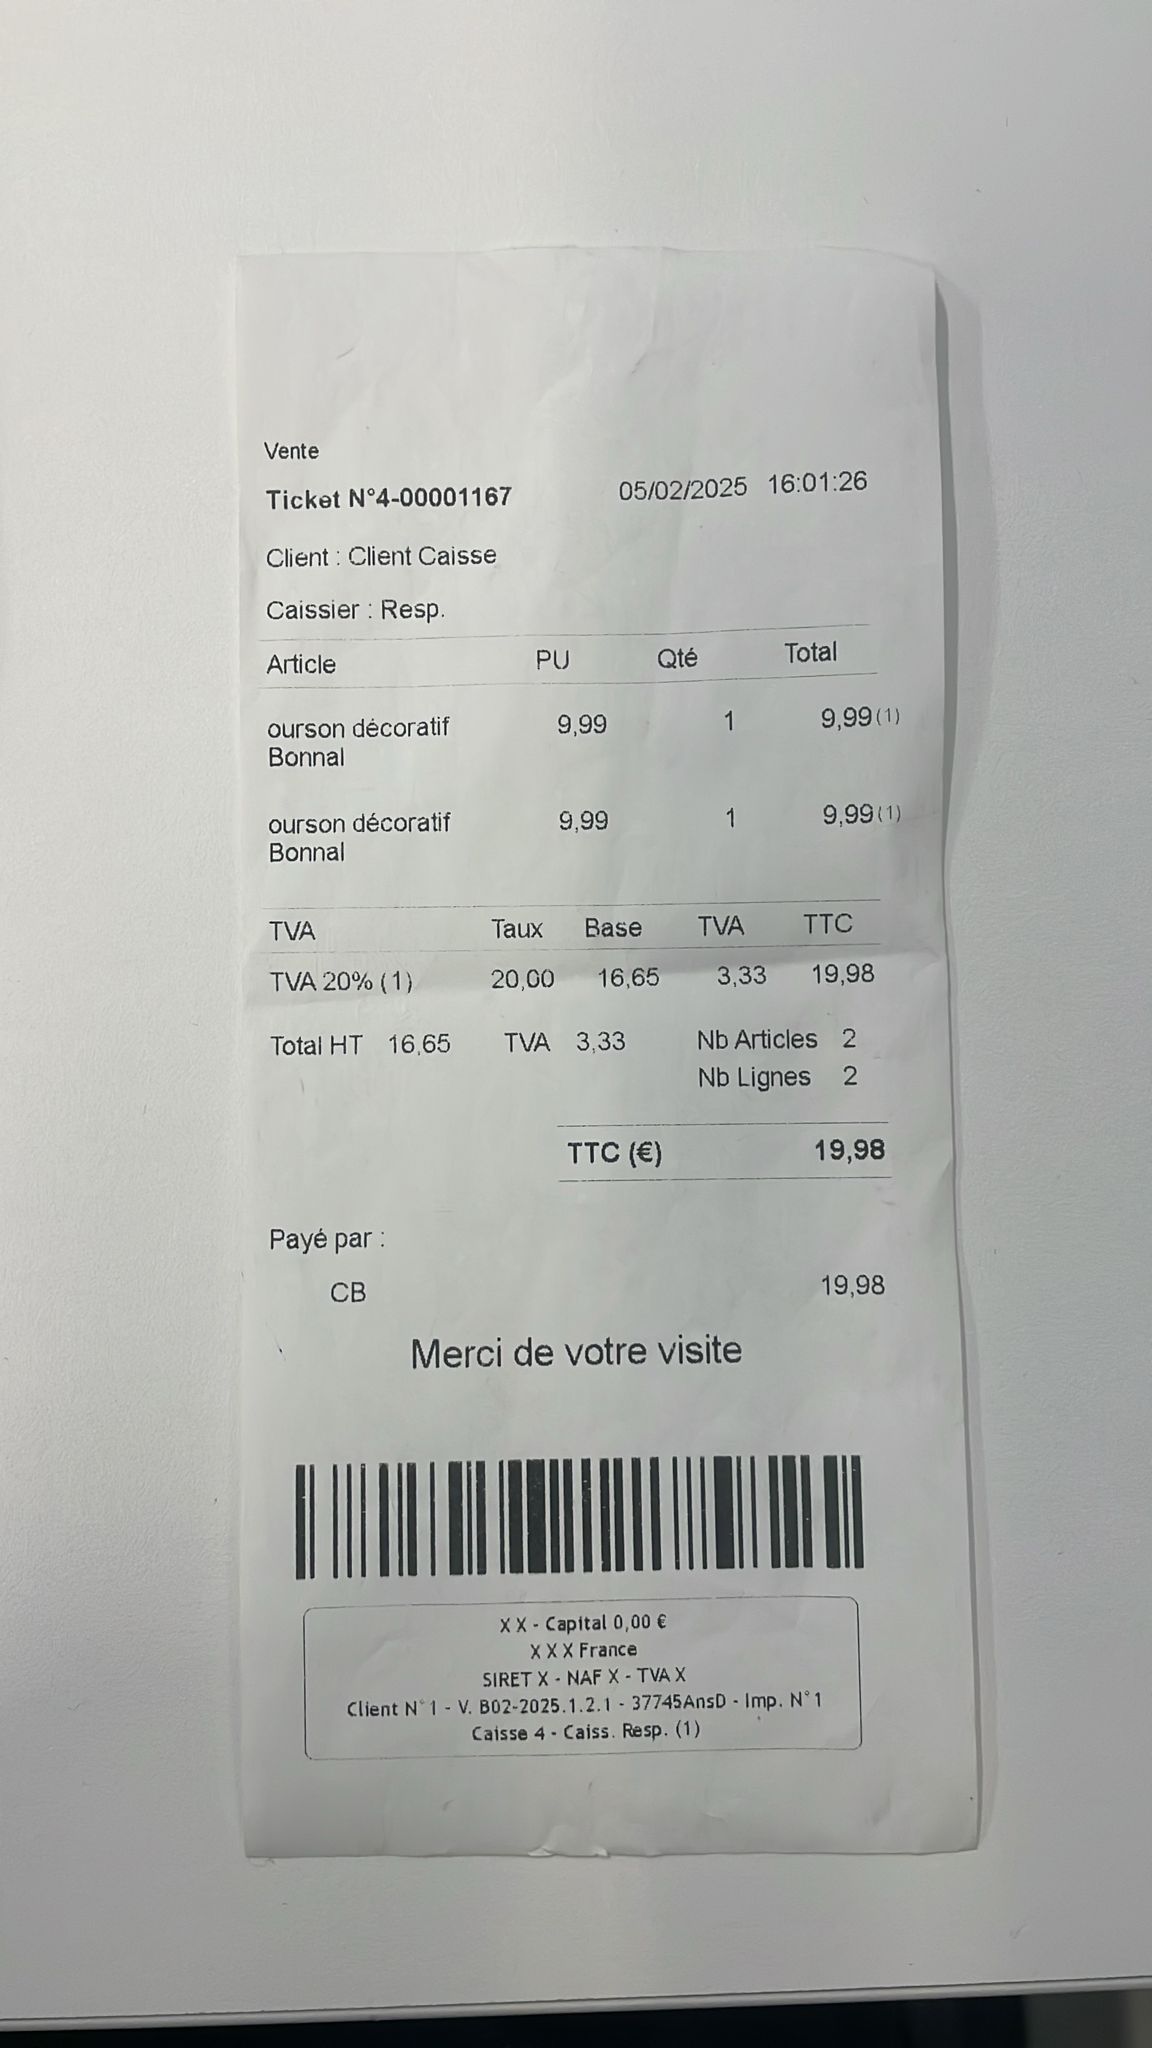 Vente
Ticket N°4-00001167 05/02/2025 16:01:26
Client : Client Caisse
Caissier : Resp.
Article PU Qté Total
ourson décoratif 9,99 1 9,99(1)
Bonnal
ourson décoratif 9,99 1 9,99(1)
Bonnal
TVA Taux Base TVA TTC
TVA 20% (1) 20,00 16,65 3,33 19,98
Total HT 16,65 TVA 3,33 Nb Articles 2
Nb Lignes 2
TTC (€) 19,98
Payé par :
CB 19,98
Merci de votre visite
X X - Capital 0,00 €
X X X France
SIRET X - NAF X - TVA X
Client N°1 - V. B02-2025.1.2.1 - 37745AnsD - Imp. N°1
Caisse 4 - Caiss. Resp. (1)